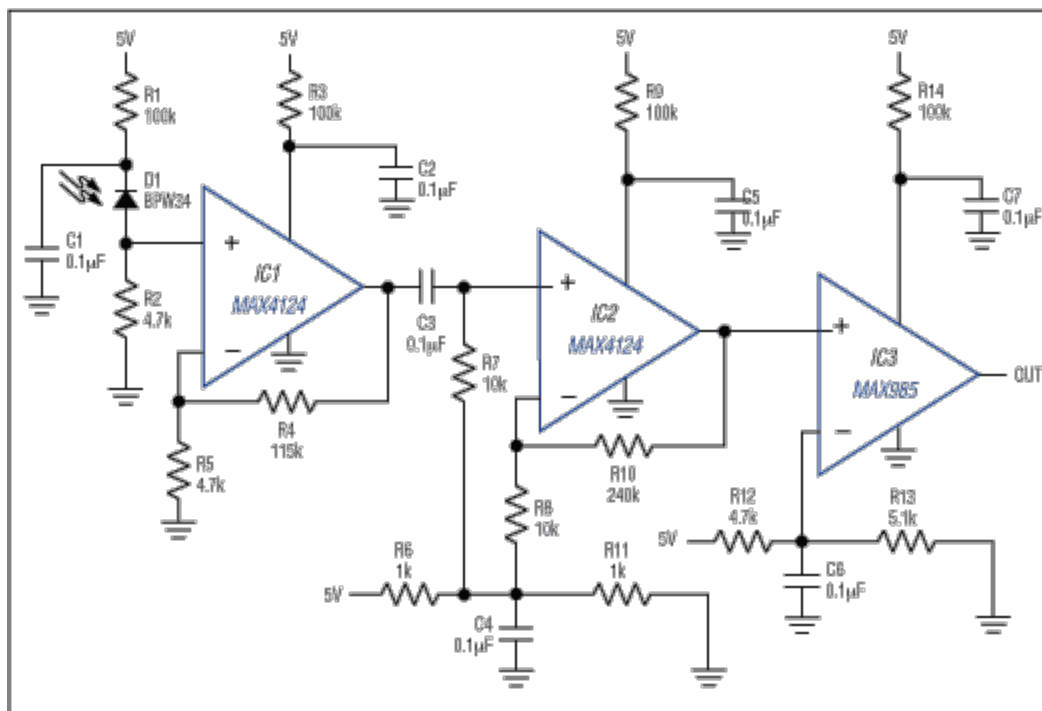 5V
5V
5V
5V
R1
100k
R3
100k
R9
100k
R14
100k
C2
0.1µF
D1
BPW34
C5
0.1µF
C7
0.1µF
C1
0.1µF
+
IC1
MAX4124
−
R2
4.7k
C3
0.1µF
+
IC2
MAX4124
−
+
IC3
MAX985
−
OUT
R7
10k
R4
115k
R5
4.7k
R10
240k
R8
10k
R12
4.7k
R13
5.1k
5V
R6
1k
R11
1k
5V
C6
0.1µF
C4
0.1µF